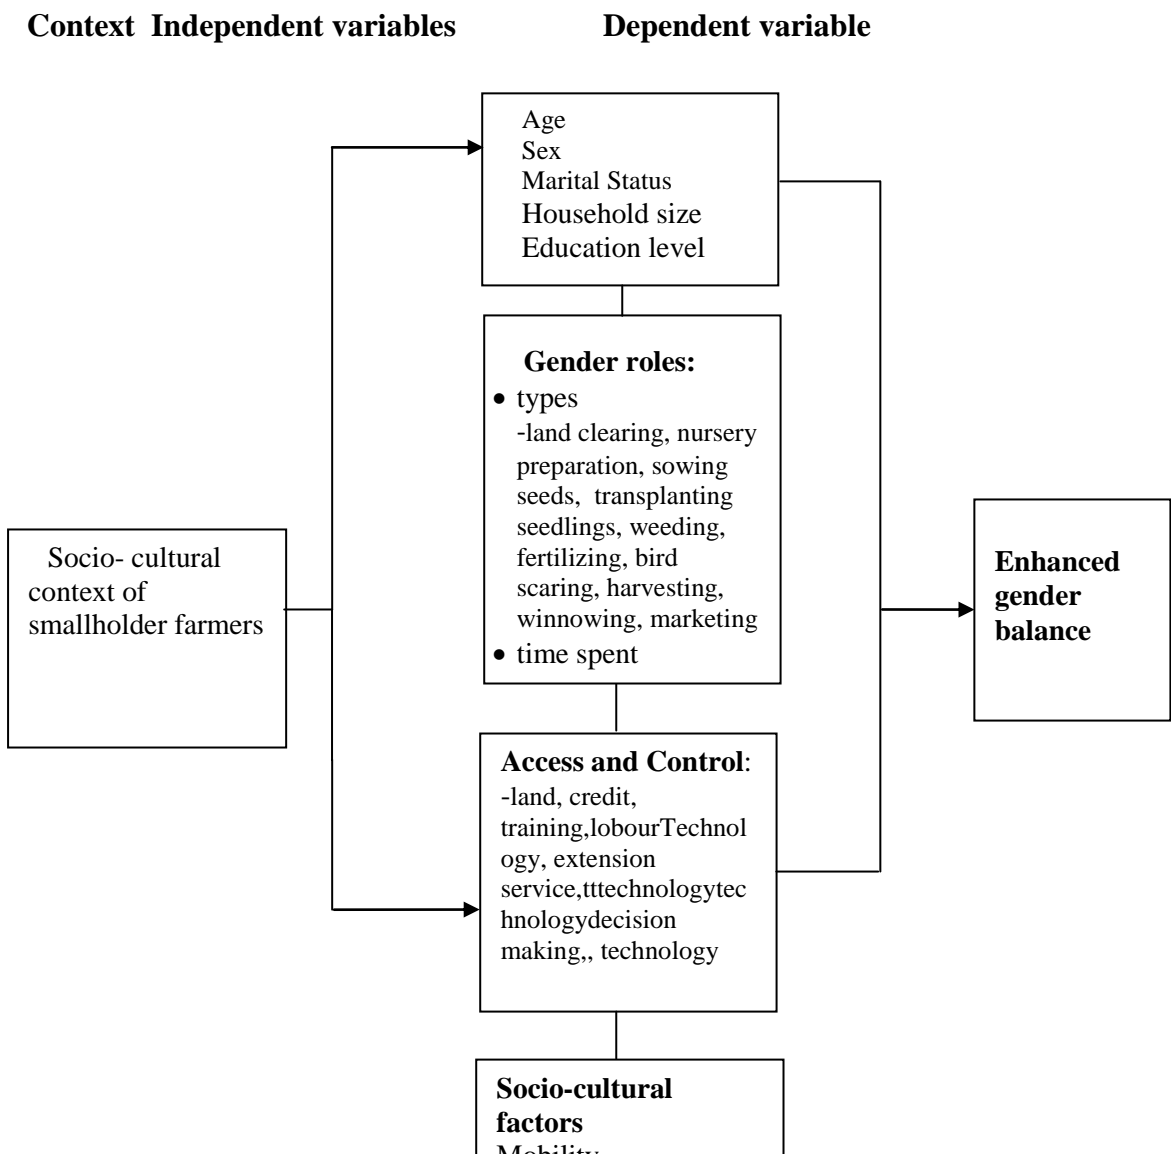 Context Independent variables Dependent variable
Age
Sex
Marital Status
Household size
Education level
Gender roles:
• types
-land clearing, nursery
preparation, sowing
seeds, transplanting
seedlings, weeding,
fertilizing, bird
scaring, harvesting,
winnowing, marketing
• time spent
Socio- cultural
context of
smallholder farmers
Enhanced
gender
balance
Access and Control:
-land, credit,
training,lobourTechnol
ogy, extension
service,tttechnologytec
hnologydecision
making,, technology
Socio-cultural
factors
Mobility